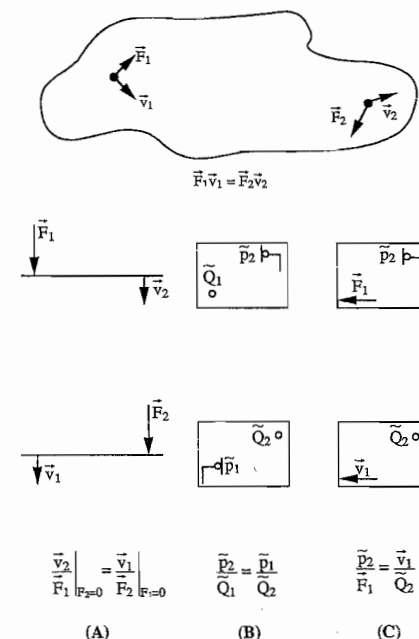 F⃗₁
v⃗₁
F⃗₂
v⃗₂
F⃗₁v⃗₁ = F⃗₂v⃗₂
F⃗₁
v⃗₂
p̃₂
Q̃₁
p̃₂
F⃗₁
F⃗₂
v⃗₁
Q̃₂
p̃₁
Q̃₂
v⃗₁
v⃗₂/F⃗₁|F₂=0 = v⃗₁/F⃗₂|F₁=0
p̃₂/Q̃₁ = p̃₁/Q̃₂
p̃₂/F⃗₁ = v⃗₁/Q̃₂
(A) (B) (C)